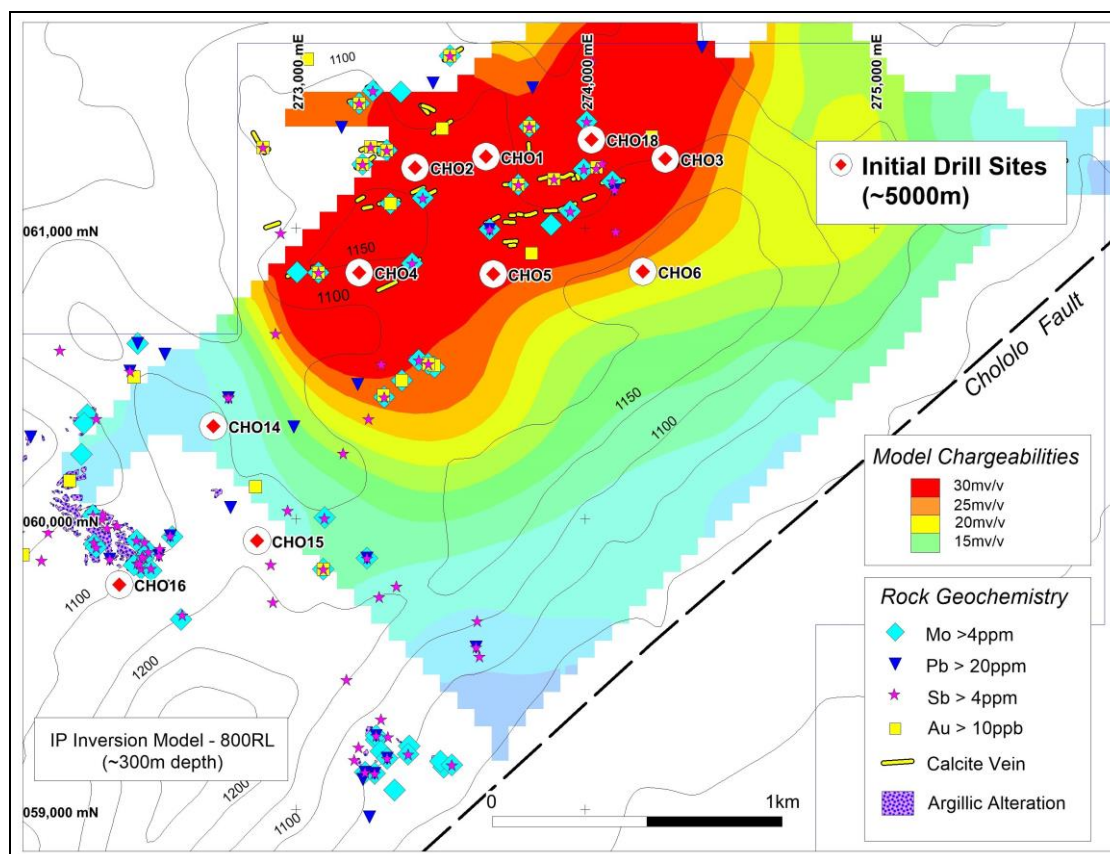 273,000 mE
274,000 mE
275,000 mE
1100
CHO18
CHO1
CHO2
CHO3
Initial Drill Sites
(~5000m)
061,000 mN
1150
CHO4
CHO5
CHO6
1100
Chololo Fault
1150
1100
CHO14
Model Chargeabilities
30mv/v
25mv/v
20mv/v
15mv/v
060,000 mN
CHO15
CHO16
1100
Rock Geochemistry
Mo >4ppm
Pb > 20ppm
Sb > 4ppm
Au > 10ppb
Calcite Vein
Argillic Alteration
1200
IP Inversion Model - 800RL
(~300m depth)
1200
1100
059,000 mN
0
1km